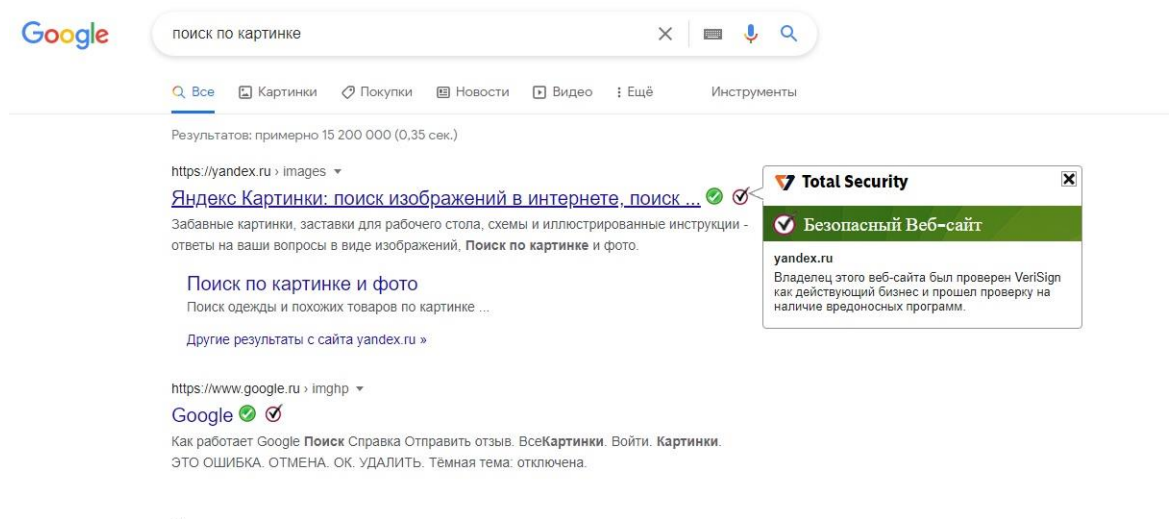 Google
поиск по картинке
Все Картинки Покупки Новости Видео Ещё Инструменты
Результатов: примерно 15 200 000 (0,35 сек.)
https://yandex.ru › images
Яндекс Картинки: поиск изображений в интернете, поиск ...
Забавные картинки, заставки для рабочего стола, схемы и иллюстрированные инструкции -
ответы на ваши вопросы в виде изображений, Поиск по картинке и фото.
Поиск по картинке и фото
Поиск одежды и похожих товаров по картинке ...
Другие результаты с сайта yandex.ru »
Total Security
Безопасный Веб-сайт
yandex.ru
Владелец этого веб-сайта был проверен VeriSign
как действующий бизнес и прошел проверку на
наличие вредоносных программ.
https://www.google.ru › imghp
Google
Как работает Google Поиск Справка Отправить отзыв. ВсеКартинки. Войти. Картинки.
ЭТО ОШИБКА. ОТМЕНА. ОК. УДАЛИТЬ. Тёмная тема: отключена.